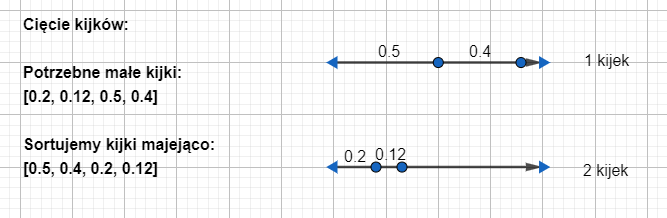 Cięcie kijków:
Potrzebne małe kijki:
[0.2, 0.12, 0.5, 0.4]
Sortujemy kijki majejąco:
[0.5, 0.4, 0.2, 0.12]
0.5 0.4
1 kijek
0.2 0.12
2 kijek